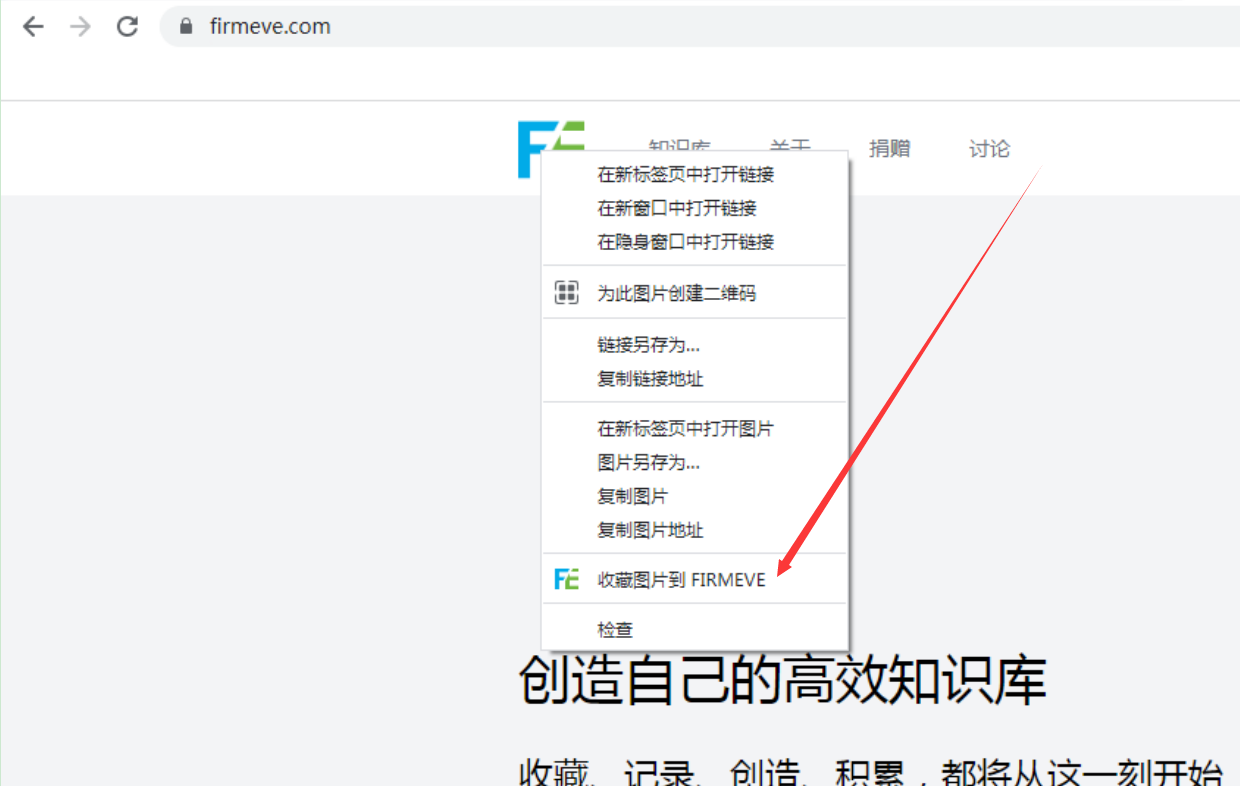 firmeve.com
FE
知识库 关于 捐赠 讨论
在新标签页中打开链接
在新窗口中打开链接
在隐身窗口中打开链接
为此图片创建二维码
链接另存为...
复制链接地址
在新标签页中打开图片
图片另存为...
复制图片
复制图片地址
FE 收藏图片到 FIRMEVE
检查
创造自己的高效知识库
收藏、记录、创造、积累，都将从这一刻开始